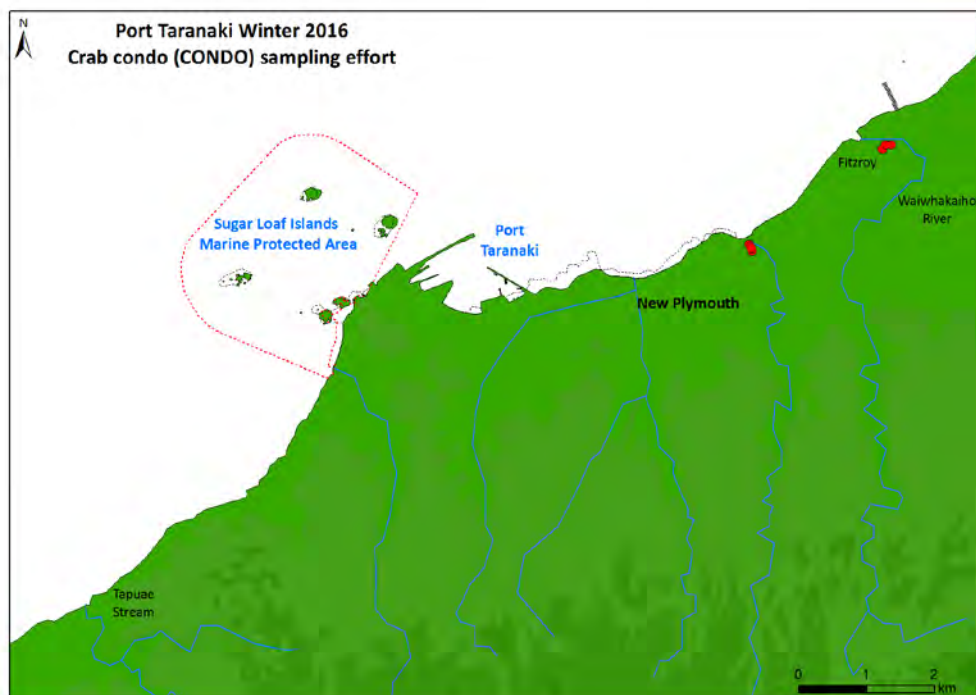 N
Port Taranaki Winter 2016
Crab condo (CONDO) sampling effort
Fitzroy
Waiwhakaiho
River
Sugar Loaf Islands
Marine Protected Area
Port
Taranaki
New Plymouth
Tapuae
Stream
0 1 2
km